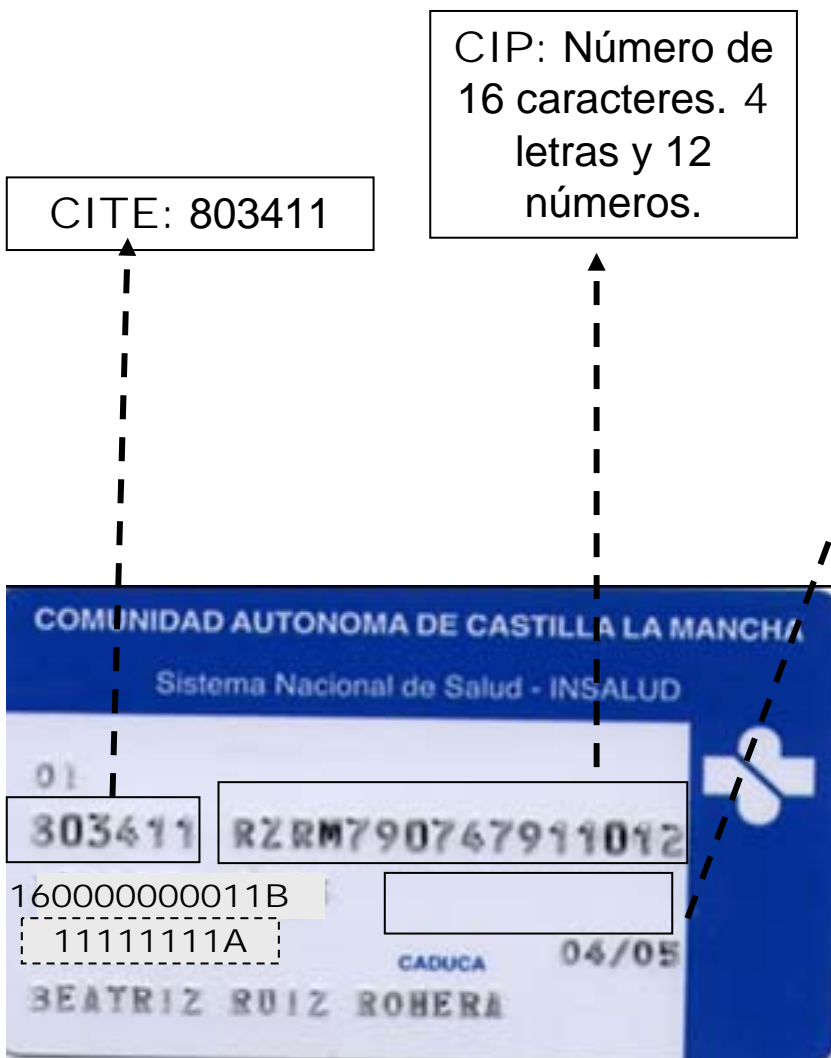 CIP: Número de
16 caracteres. 4
letras y 12
números.
CITE: 803411
COMUNIDAD AUTONOMA DE CASTILLA LA MANCHA
Sistema Nacional de Salud - INSALUD
01
803411 RZRM790767911012
160000000011B
11111111A
CADUCA 04/05
BEATRIZ RUIZ ROMERA